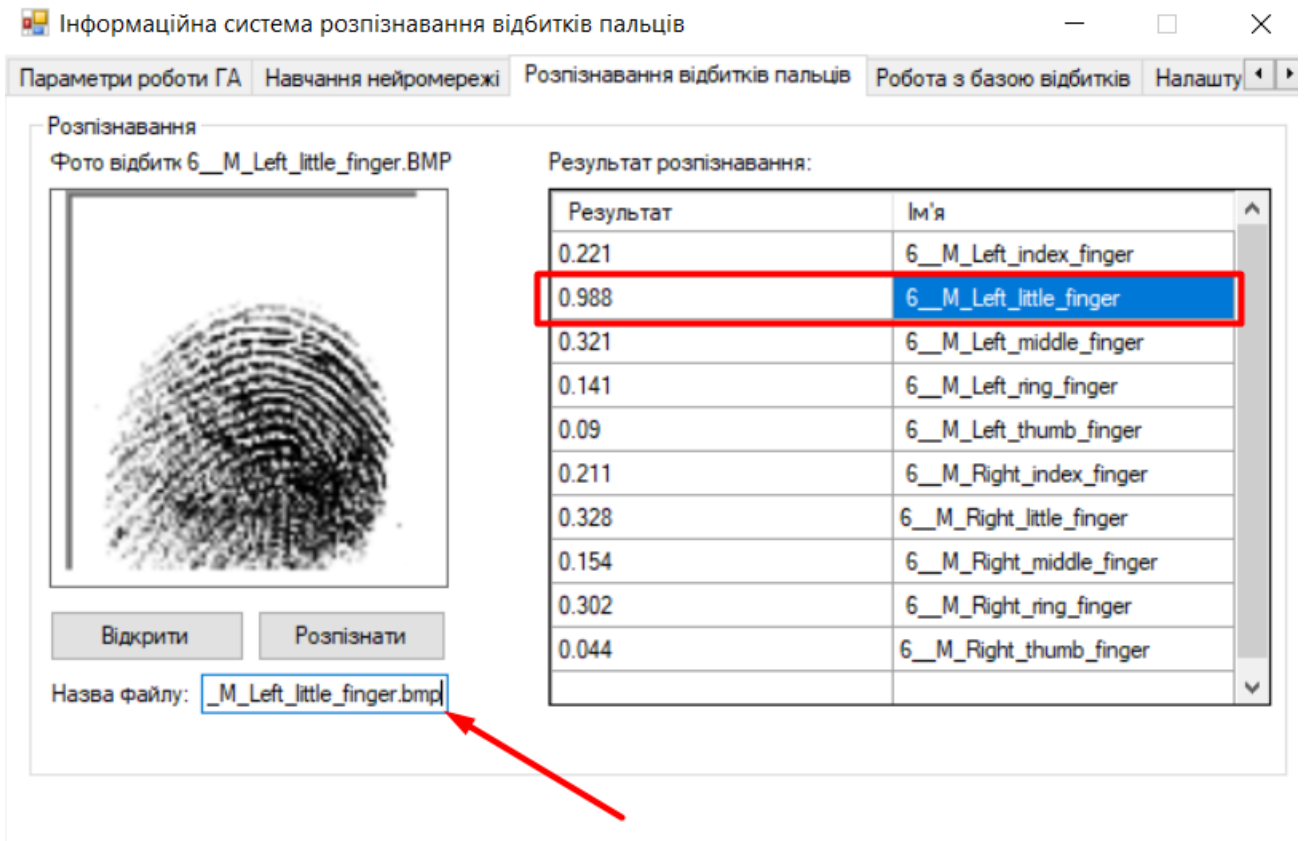 Інформаційна система розпізнавання відбитків пальців
Параметри роботи ГА Навчання нейромережі Розпізнавання відбитків пальців Робота з базою відбитків Налашту
Розпізнавання
Фото відбитк 6__M_Left_little_finger.BMP
Результат розпізнавання:
Результат Ім'я
0.221 6__M_Left_index_finger
0.988 6__M_Left_little_finger
0.321 6__M_Left_middle_finger
0.141 6__M_Left_ring_finger
0.09 6__M_Left_thumb_finger
0.211 6__M_Right_index_finger
0.328 6__M_Right_little_finger
0.154 6__M_Right_middle_finger
0.302 6__M_Right_ring_finger
0.044 6__M_Right_thumb_finger
Відкрити Розпізнати
Назва файлу: _M_Left_little_finger.bmp